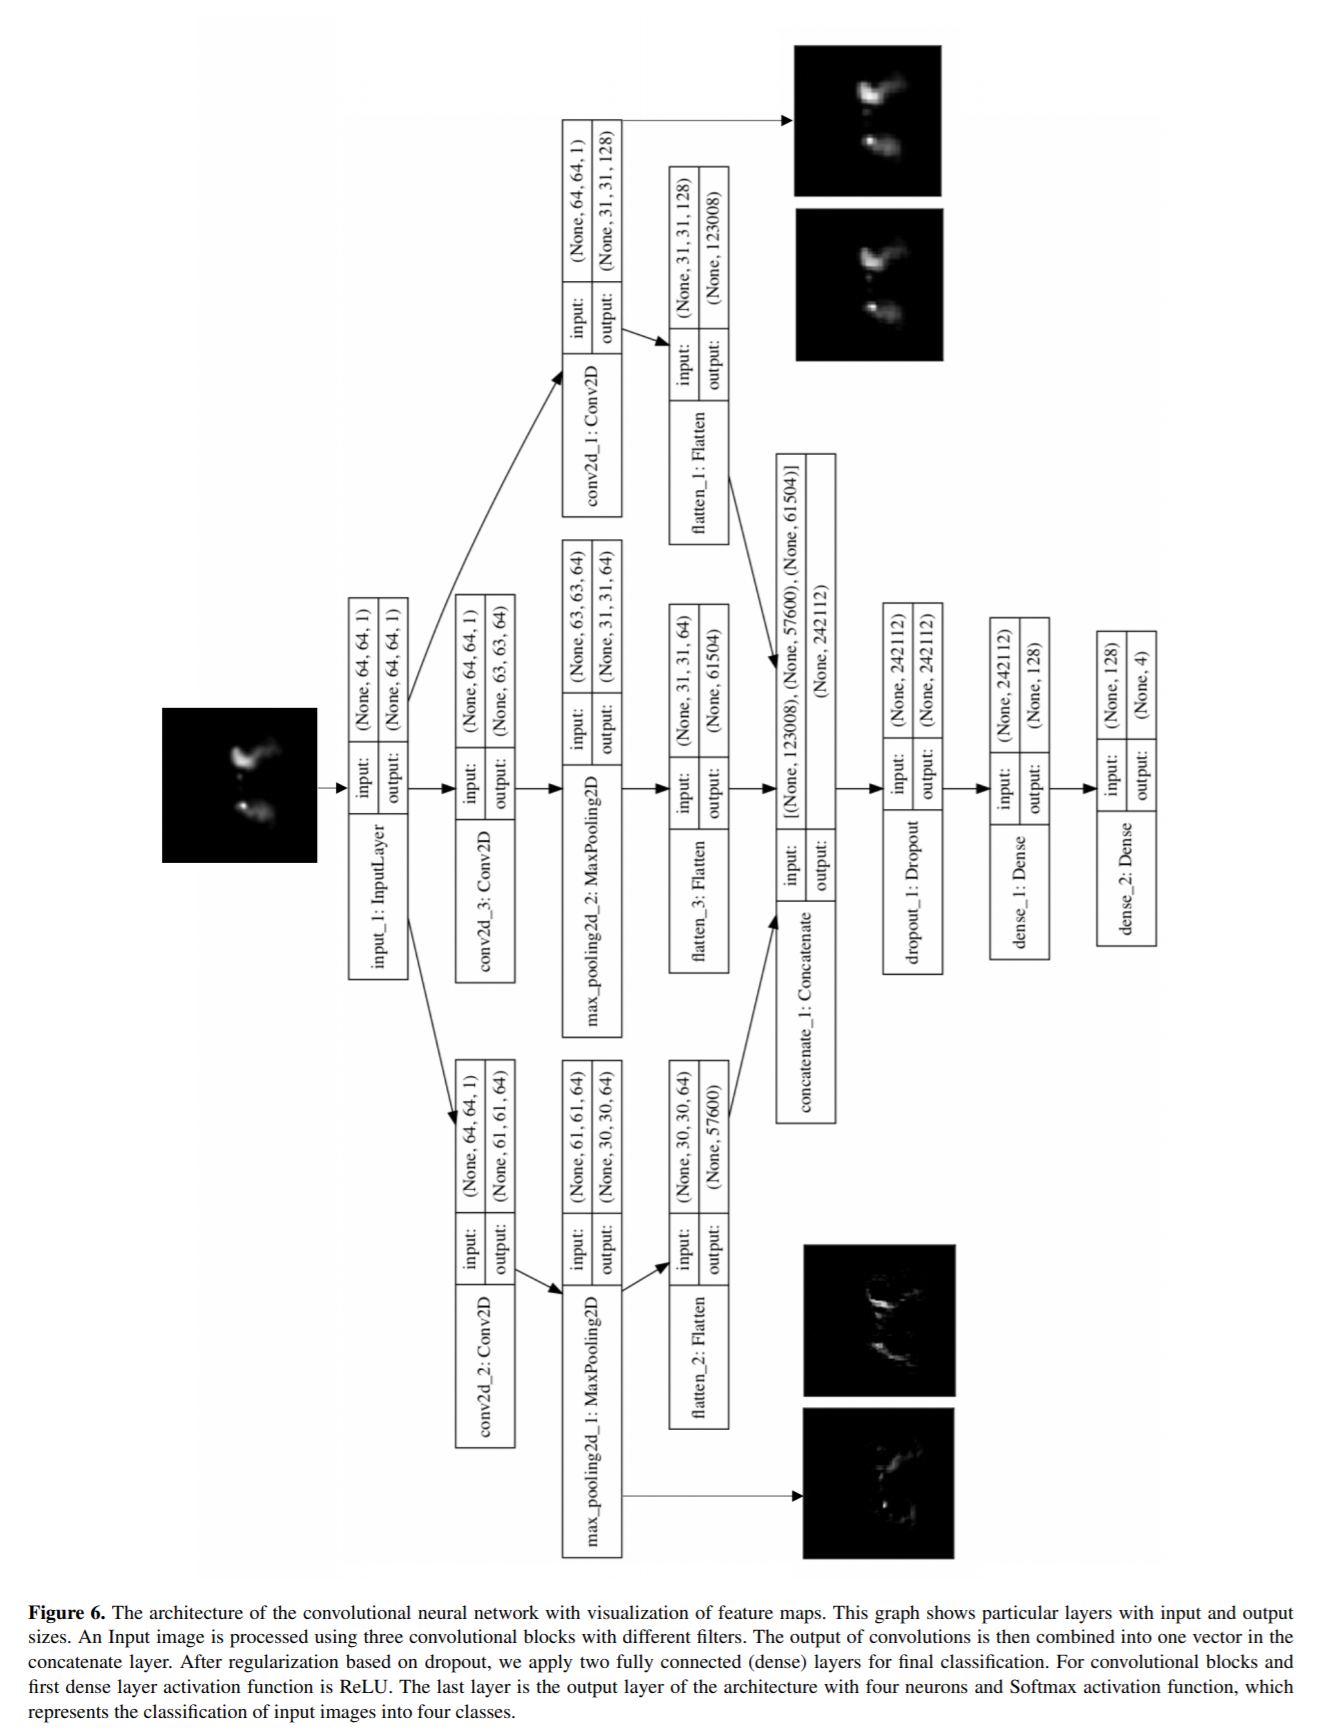 input_1: InputLayer
input:
(None, 64, 64, 1)
output:
(None, 64, 64, 1)
conv2d_2: Conv2D
input:
(None, 64, 64, 1)
output:
(None, 61, 61, 64)
conv2d_3: Conv2D
input:
(None, 64, 64, 1)
output:
(None, 63, 63, 64)
max_pooling2d_1: MaxPooling2D
input:
(None, 61, 61, 64)
output:
(None, 30, 30, 64)
max_pooling2d_2: MaxPooling2D
input:
(None, 63, 63, 64)
output:
(None, 31, 31, 64)
conv2d_1: Conv2D
input:
(None, 64, 64, 1)
output:
(None, 31, 31, 128)
flatten_2: Flatten
input:
(None, 30, 30, 64)
output:
(None, 57600)
flatten_3: Flatten
input:
(None, 31, 31, 64)
output:
(None, 61504)
flatten_1: Flatten
input:
(None, 31, 31, 128)
output:
(None, 123008)
concatenate_1: Concatenate
input:
[(None, 123008), (None, 57600), (None, 61504)]
output:
(None, 242112)
dropout_1: Dropout
input:
(None, 242112)
output:
(None, 242112)
dense_1: Dense
input:
(None, 242112)
output:
(None, 128)
dense_2: Dense
input:
(None, 128)
output:
(None, 4)
Figure 6. The architecture of the convolutional neural network with visualization of feature maps. This graph shows particular layers with input and output
sizes. An Input image is processed using three convolutional blocks with different filters. The output of convolutions is then combined into one vector in the
concatenate layer. After regularization based on dropout, we apply two fully connected (dense) layers for final classification. For convolutional blocks and
first dense layer activation function is ReLU. The last layer is the output layer of the architecture with four neurons and Softmax activation function, which
represents the classification of input images into four classes.